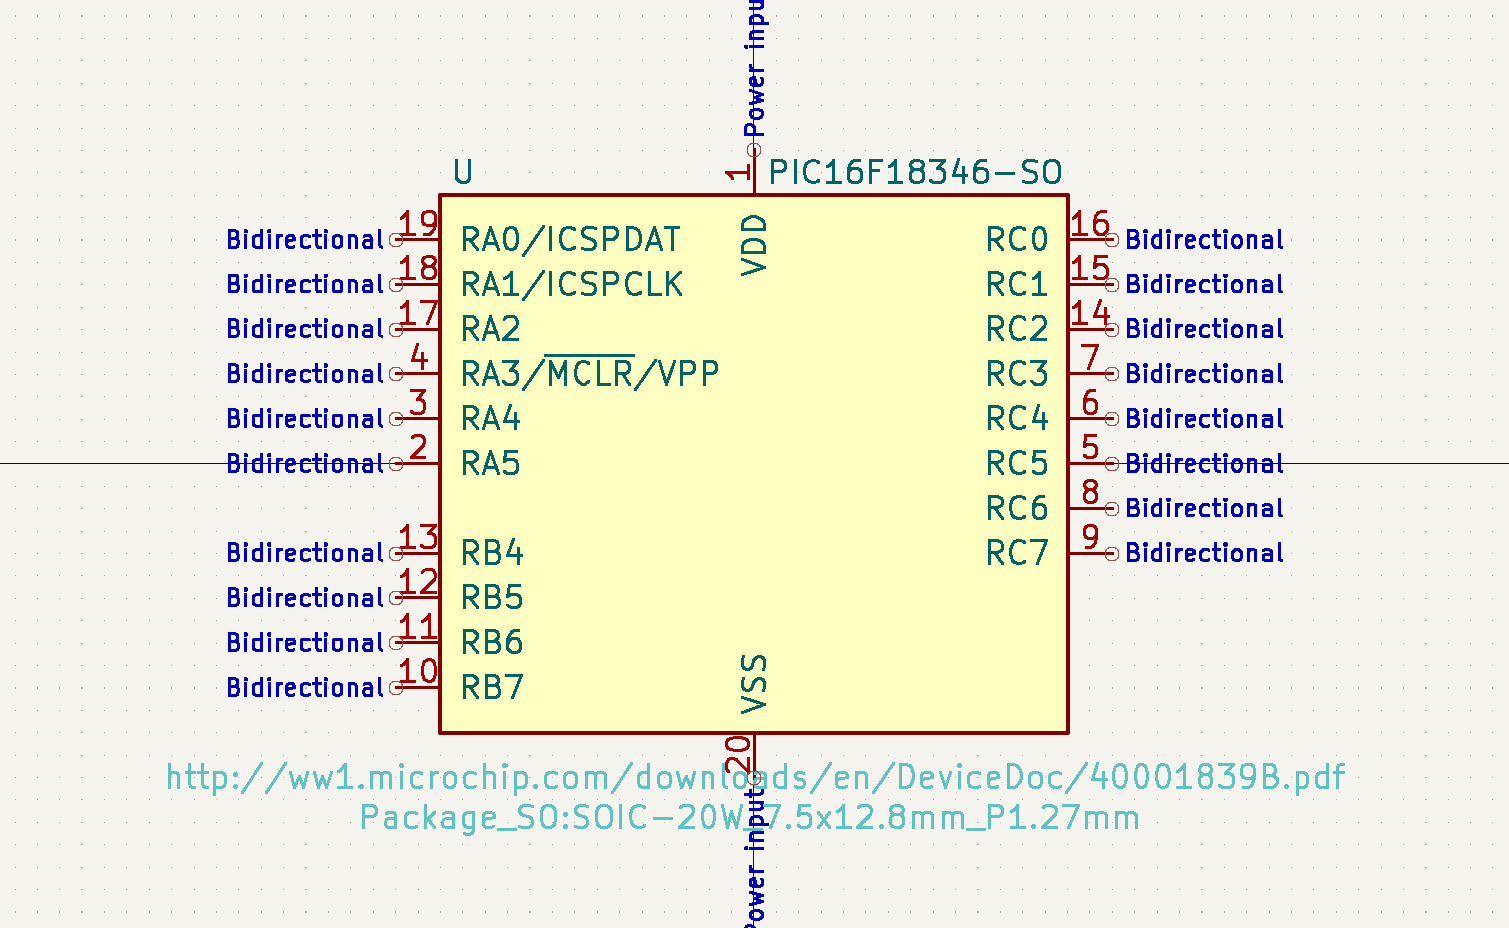 Power input
1
U
PIC16F18346-SO
VDD
Bidirectional 19 RA0/ICSPDAT RC0 16 Bidirectional
Bidirectional 18 RA1/ICSPCLK RC1 15 Bidirectional
Bidirectional 17 RA2 RC2 14 Bidirectional
Bidirectional 4 RA3/MCLR/VPP RC3 7 Bidirectional
Bidirectional 3 RA4 RC4 6 Bidirectional
Bidirectional 2 RA5 RC5 5 Bidirectional
RC6 8 Bidirectional
Bidirectional 13 RB4 RC7 9 Bidirectional
Bidirectional 12 RB5
Bidirectional 11 RB6
Bidirectional 10 RB7
VSS
20
http://ww1.microchip.com/downloads/en/DeviceDoc/40001839B.pdf
Package_SO:SOIC-20W_7.5x12.8mm_P1.27mm
Power input